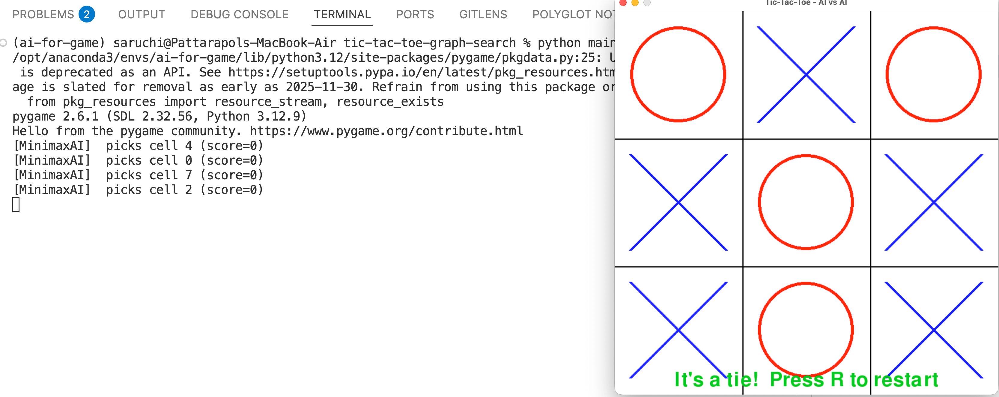 PROBLEMS 2 OUTPUT DEBUG CONSOLE TERMINAL PORTS GITLENS POLYGLOT
(ai-for-game) saruchi@Pattarapols-MacBook-Air tic-tac-toe-graph-search % python main
/opt/anaconda3/envs/ai-for-game/lib/python3.12/site-packages/pygame/pkgdata.py:25:
is deprecated as an API. See https://setuptools.pypa.io/en/latest/pkg_resources.htm
age is slated for removal as early as 2025-11-30. Refrain from using this package or
from pkg_resources import resource_stream, resource_exists
pygame 2.6.1 (SDL 2.32.56, Python 3.12.9)
Hello from the pygame community. https://www.pygame.org/contribute.html
[MinimaxAI] picks cell 4 (score=0)
[MinimaxAI] picks cell 0 (score=0)
[MinimaxAI] picks cell 7 (score=0)
[MinimaxAI] picks cell 2 (score=0)
Tic-Tac-Toe - AI vs AI
It's a tie! Press R to restart